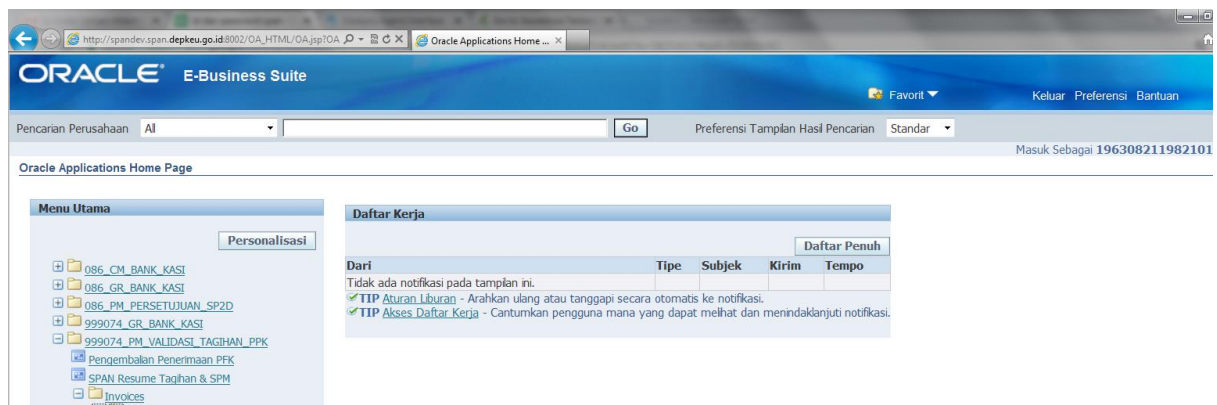 http://spandev.span.depkeu.go.id:8002/OA_HTML/OA.jsp?OA
Oracle Applications Home ...
ORACLE E-Business Suite
Favorit
Keluar Preferensi Bantuan
Pencarian Perusahaan All Go Preferensi Tampilan Hasil Pencarian Standar
Masuk Sebagai 196308211982101
Oracle Applications Home Page
Menu Utama
Personalisasi
086_CM_BANK_KASI
086_GR_BANK_KASI
086_PM_PERSETUJUAN_SP2D
999074_GR_BANK_KASI
999074_PM_VALIDASI_TAGIHAN_PPK
Pengembalian Penerimaan PFK
SPAN Resume Tagihan & SPM
Invoices
Daftar Kerja
Daftar Penuh
Dari Tipe Subjek Kirim Tempo
Tidak ada notifikasi pada tampilan ini.
TIP Aturan Liburan - Arahkan ulang atau tanggapi secara otomatis ke notifikasi.
TIP Akses Daftar Kerja - Cantumkan pengguna mana yang dapat melihat dan menindaklanjuti notifikasi.